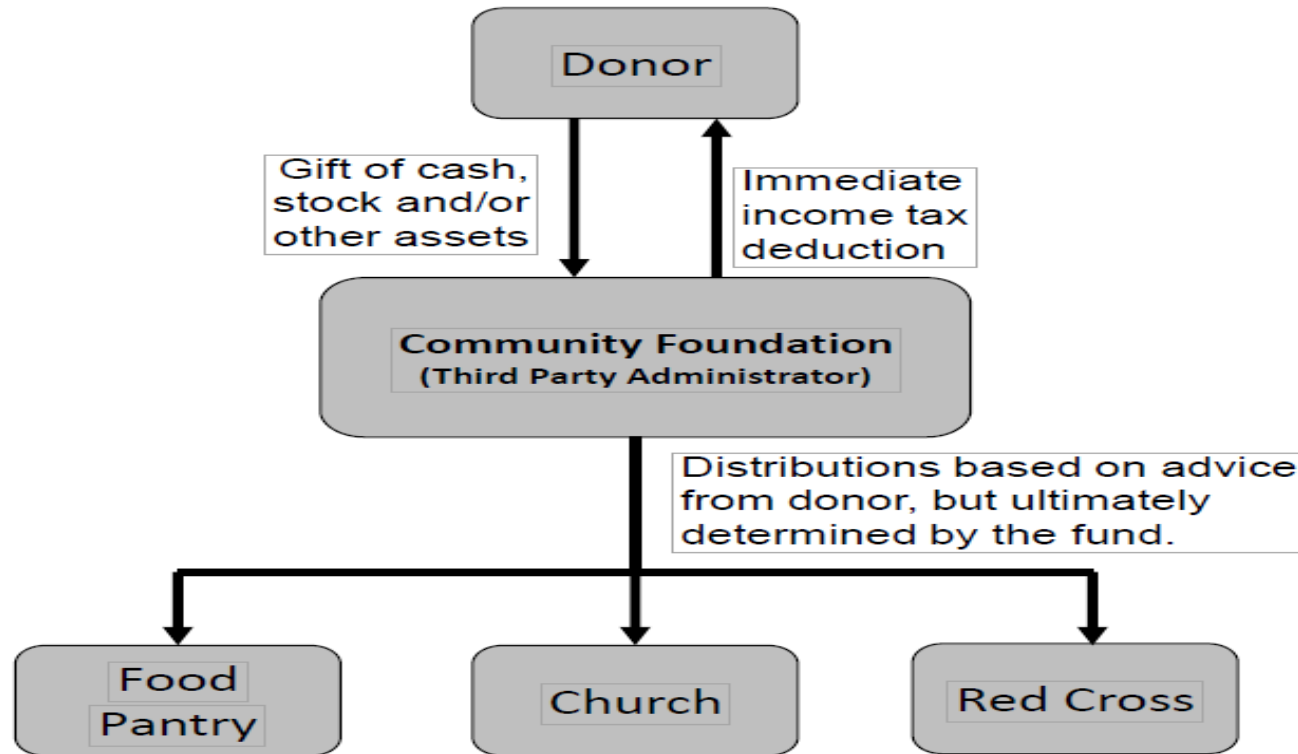 Donor
Gift of cash,
stock and/or
other assets
Immediate
income tax
deduction
Community Foundation
(Third Party Administrator)
Distributions based on advice
from donor, but ultimately
determined by the fund.
Food
Pantry
Church
Red Cross